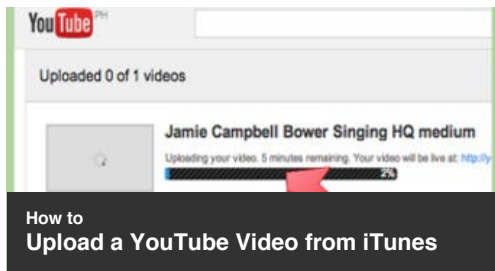 YouTube PH
Uploaded 0 of 1 videos
Jamie Campbell Bower Singing HQ medium
Uploading your video. 5 minutes remaining. Your video will be live at: http://y
2%
How to
Upload a YouTube Video from iTunes